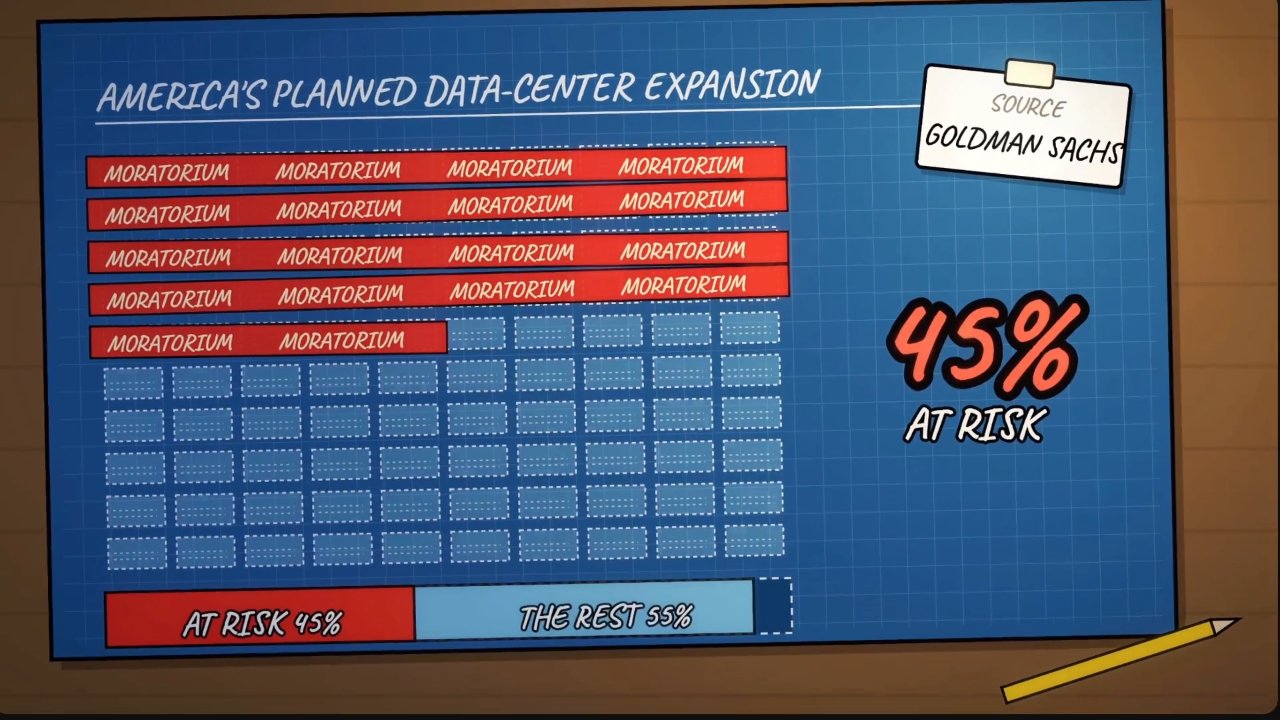 AMERICA'S PLANNED DATA-CENTER EXPANSION
SOURCE
GOLDMAN SACHS
MORATORIUM MORATORIUM MORATORIUM MORATORIUM
MORATORIUM MORATORIUM MORATORIUM MORATORIUM
MORATORIUM MORATORIUM MORATORIUM MORATORIUM
MORATORIUM MORATORIUM MORATORIUM MORATORIUM
MORATORIUM MORATORIUM
45%
AT RISK
AT RISK 45% THE REST 55%